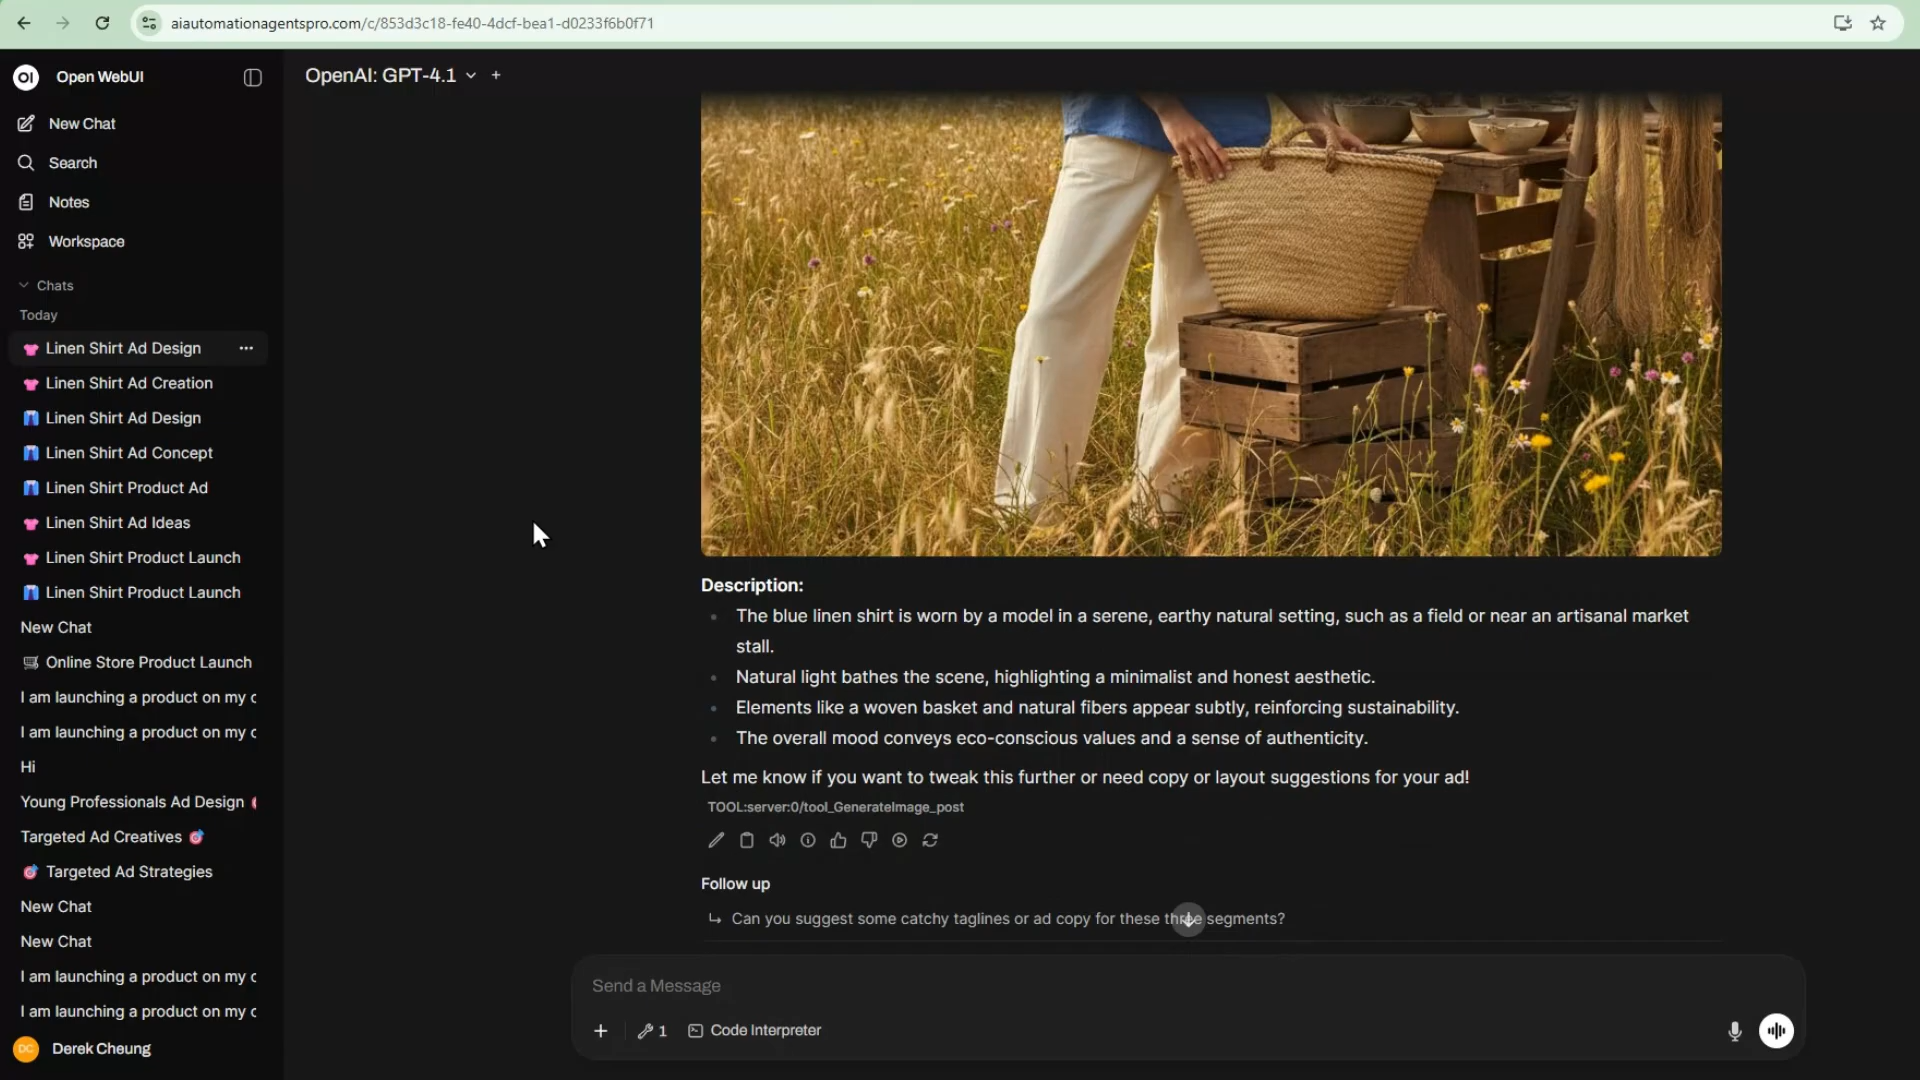 aiautomationagentspro.com/c/853d3c18-fe40-4dcf-bea1-d0233f6b0f71
OI Open WebUI
OpenAI: GPT-4.1
New Chat
Search
Notes
Workspace
Chats
Today
Linen Shirt Ad Design
Linen Shirt Ad Creation
Linen Shirt Ad Design
Linen Shirt Ad Concept
Linen Shirt Product Ad
Linen Shirt Ad Ideas
Linen Shirt Product Launch
Linen Shirt Product Launch
New Chat
Online Store Product Launch
I am launching a product on my o
I am launching a product on my o
Hi
Young Professionals Ad Design
Targeted Ad Creatives
Targeted Ad Strategies
New Chat
New Chat
I am launching a product on my o
I am launching a product on my o
DC Derek Cheung
Description:
The blue linen shirt is worn by a model in a serene, earthy natural setting, such as a field or near an artisanal market
stall.
Natural light bathes the scene, highlighting a minimalist and honest aesthetic.
Elements like a woven basket and natural fibers appear subtly, reinforcing sustainability.
The overall mood conveys eco-conscious values and a sense of authenticity.
Let me know if you want to tweak this further or need copy or layout suggestions for your ad!
TOOL:server:0/tool_GenerateImage_post
Follow up
Can you suggest some catchy taglines or ad copy for these three segments?
Send a Message
1
Code Interpreter